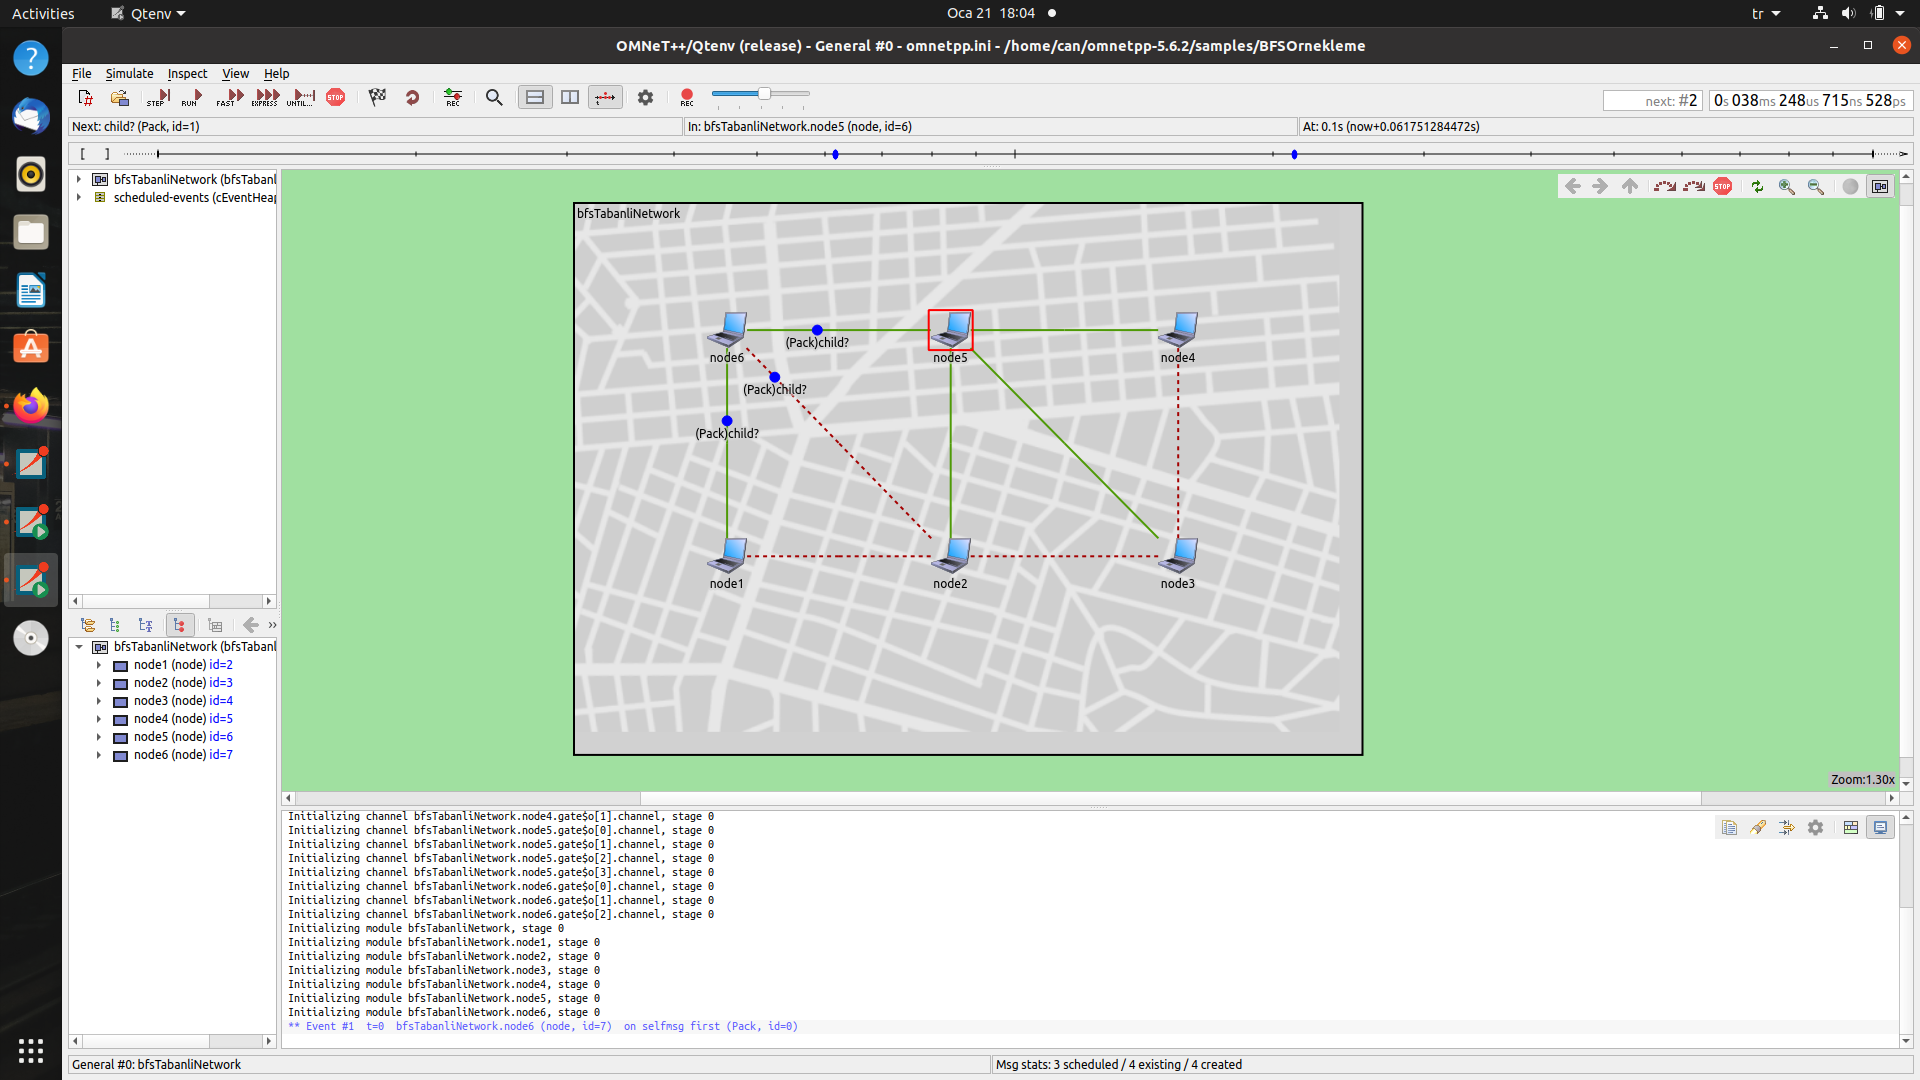 Activities
Qtenv
Oca 21 18:04
tr
OMNeT++/Qtenv (release) - General #0 - omnetpp.ini - /home/can/omnetpp-5.6.2/samples/BFSOrnekleme
File Simulate Inspect View Help
STEP RUN FAST EXPRESS UNTIL... STOP REC REC
next: #2
0s 038ms 248us 715ns 528ps
Next: child? (Pack, id=1)
In: bfsTabanliNetwork.node5 (node, id=6)
At: 0.1s (now+0.061751284472s)
[ ]
bfsTabanliNetwork (bfsTabanl
scheduled-events (cEventHea
STOP
bfsTabanliNetwork
node6
(Pack)child?
node5
node4
(Pack)child?
(Pack)child?
node1
node2
node3
Zoom:1.30x
bfsTabanliNetwork (bfsTabanl
node1 (node) id=2
node2 (node) id=3
node3 (node) id=4
node4 (node) id=5
node5 (node) id=6
node6 (node) id=7
Initializing channel bfsTabanliNetwork.node4.gate$o[1].channel, stage 0
Initializing channel bfsTabanliNetwork.node5.gate$o[0].channel, stage 0
Initializing channel bfsTabanliNetwork.node5.gate$o[1].channel, stage 0
Initializing channel bfsTabanliNetwork.node5.gate$o[2].channel, stage 0
Initializing channel bfsTabanliNetwork.node5.gate$o[3].channel, stage 0
Initializing channel bfsTabanliNetwork.node6.gate$o[0].channel, stage 0
Initializing channel bfsTabanliNetwork.node6.gate$o[1].channel, stage 0
Initializing channel bfsTabanliNetwork.node6.gate$o[2].channel, stage 0
Initializing module bfsTabanliNetwork, stage 0
Initializing module bfsTabanliNetwork.node1, stage 0
Initializing module bfsTabanliNetwork.node2, stage 0
Initializing module bfsTabanliNetwork.node3, stage 0
Initializing module bfsTabanliNetwork.node4, stage 0
Initializing module bfsTabanliNetwork.node5, stage 0
Initializing module bfsTabanliNetwork.node6, stage 0
** Event #1 t=0 bfsTabanliNetwork.node6 (node, id=7) on selfmsg first (Pack, id=0)
General #0: bfsTabanliNetwork
Msg stats: 3 scheduled / 4 existing / 4 created